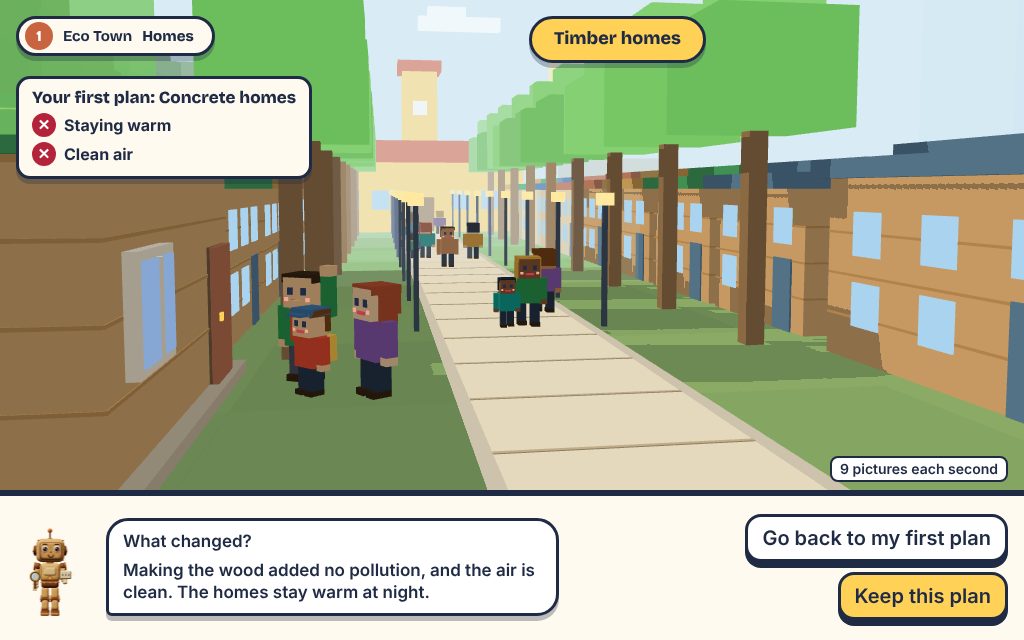 1 Eco Town Homes
Timber homes
Your first plan: Concrete homes
Staying warm
Clean air
9 pictures each second
What changed?
Making the wood added no pollution, and the air is
clean. The homes stay warm at night.
Go back to my first plan
Keep this plan